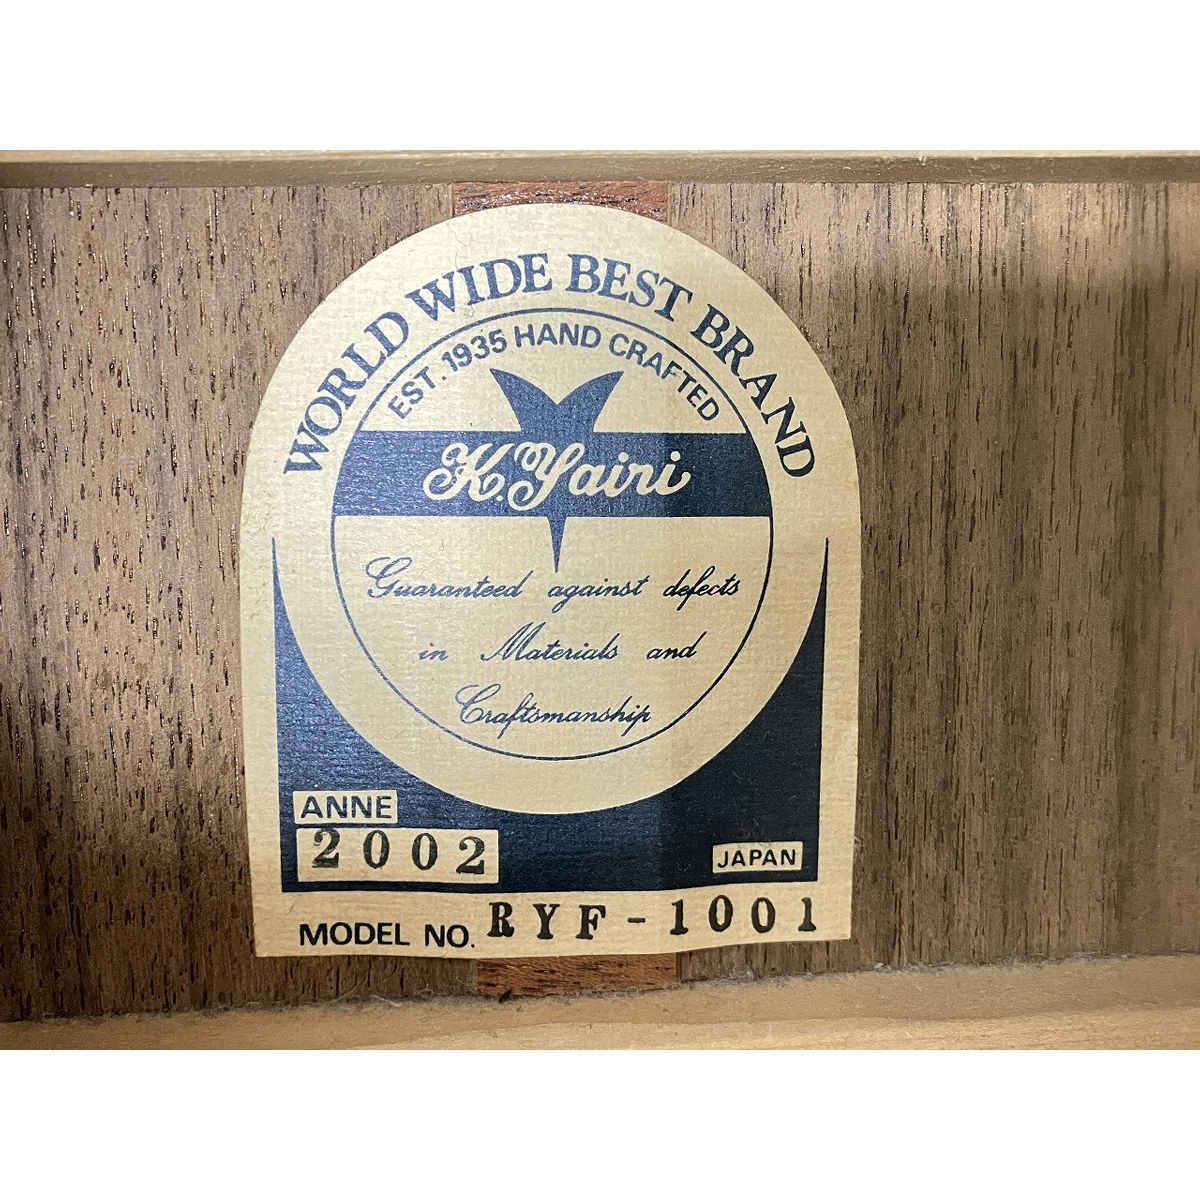 WORLD WIDE BEST BRAND
EST. 1935 HAND CRAFTED
K.Yairi
Guaranteed against defects
in Materials and
Craftsmanship
ANNE
2002
JAPAN
MODEL NO. RYF-1001